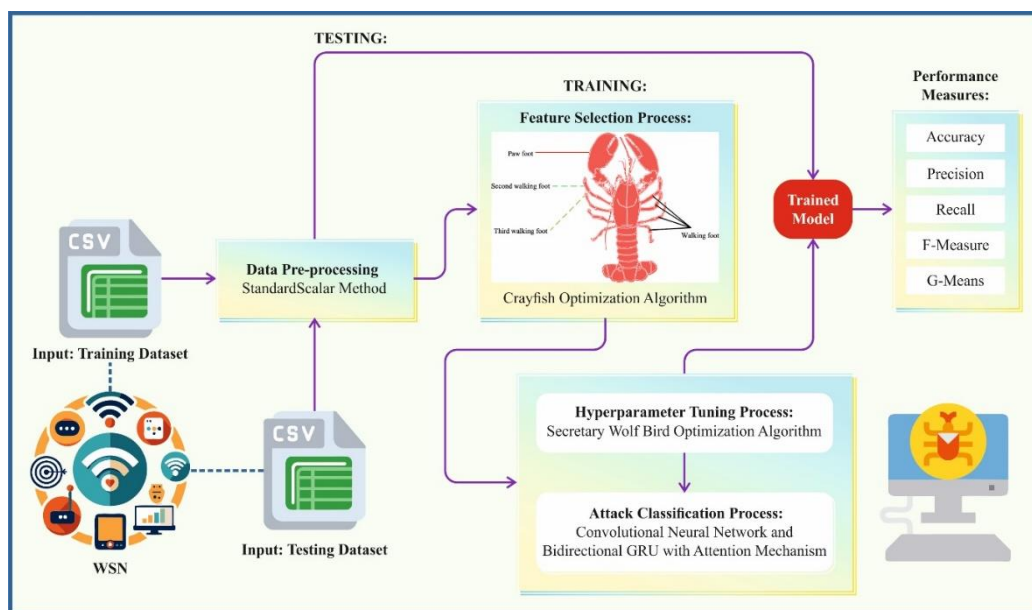 TESTING:
TRAINING:
Feature Selection Process:
Paw foot
Second walking foot
Third walking foot
Walking foot
Crayfish Optimization Algorithm
CSV
Input: Training Dataset
Data Pre-processing
StandardScalar Method
WSN
CSV
Input: Testing Dataset
Hyperparameter Tuning Process:
Secretary Wolf Bird Optimization Algorithm
Attack Classification Process:
Convolutional Neural Network and
Bidirectional GRU with Attention Mechanism
Trained
Model
Performance
Measures:
Accuracy
Precision
Recall
F-Measure
G-Means